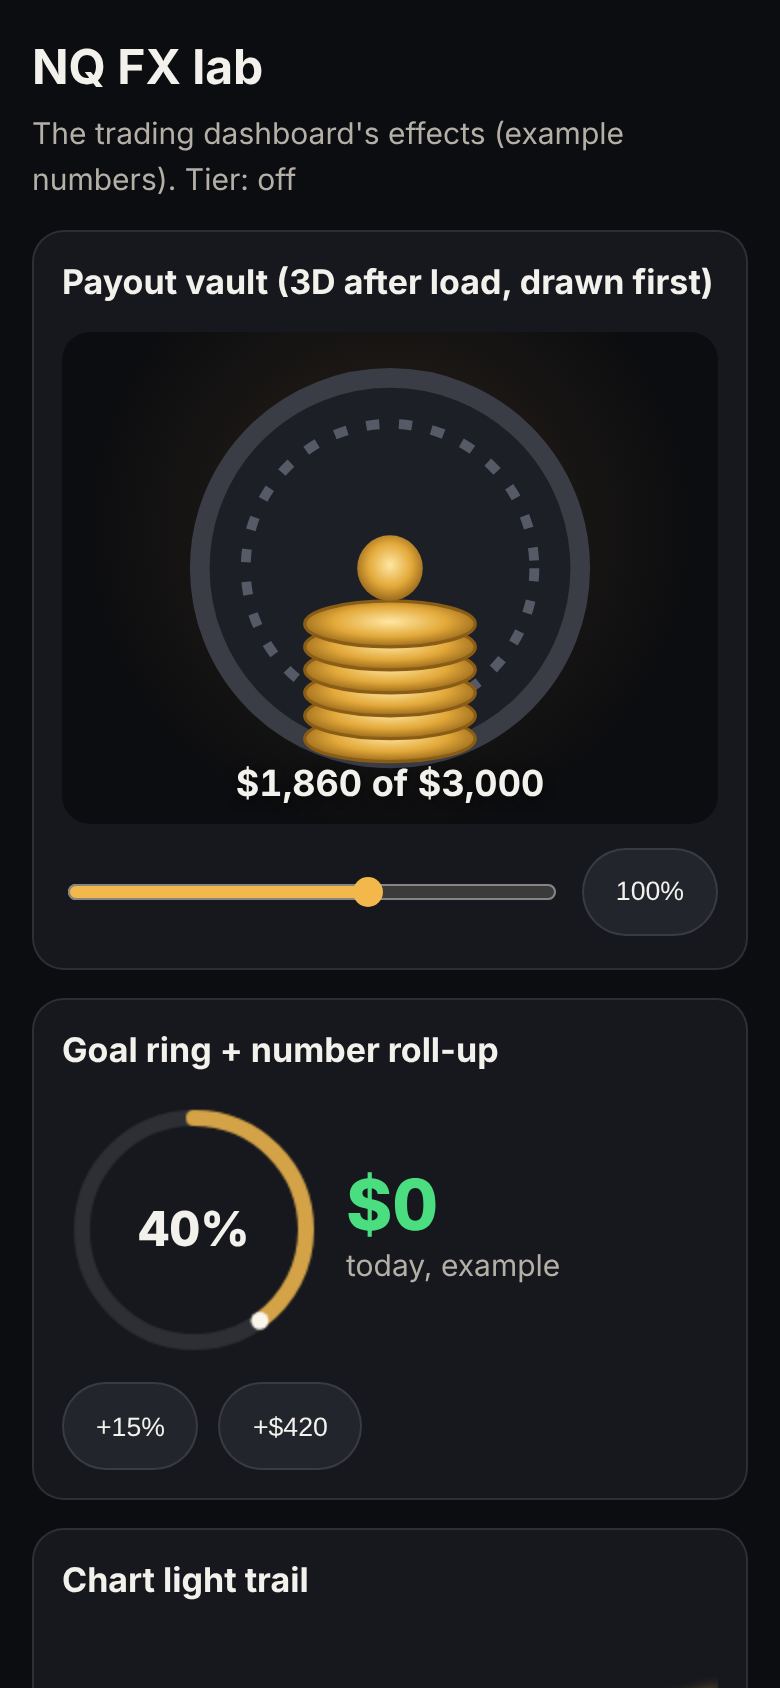 NQ FX lab
The trading dashboard's effects (example
numbers). Tier: off
Payout vault (3D after load, drawn first)
$1,860 of $3,000
100%
Goal ring + number roll-up
40%
$0
today, example
+15%
+$420
Chart light trail